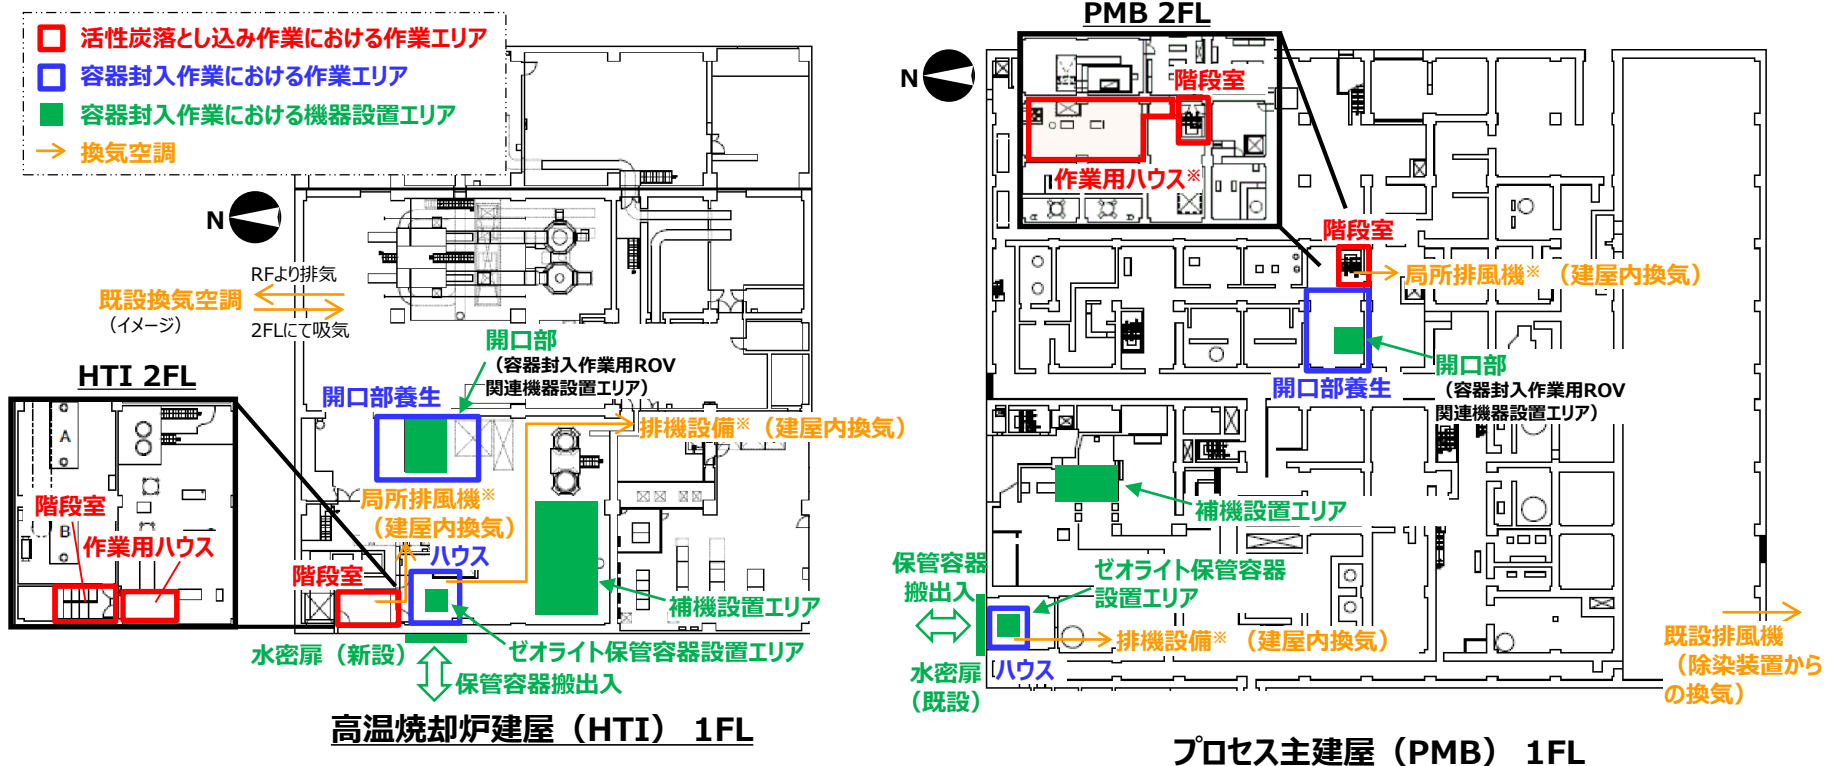 活性炭落とし込み作業における作業エリア
容器封入作業における作業エリア
容器封入作業における機器設置エリア
換気空調
N
RFより排気
既設換気空調
（イメージ）
2FLにて吸気
HTI 2FL
A
B
階段室
作業用ハウス
開口部
（容器封入作業用ROV
関連機器設置エリア）
開口部養生
排機設備※（建屋内換気）
局所排風機※
（建屋内換気）
ハウス
階段室
補機設置エリア
水密扉（新設）
ゼオライト保管容器設置エリア
保管容器搬出入
高温焼却炉建屋（HTI） 1FL
PMB 2FL
N
階段室
作業用ハウス※
階段室
局所排風機※（建屋内換気）
開口部
（容器封入作業用ROV
関連機器設置エリア）
開口部養生
補機設置エリア
保管容器
搬出入
ゼオライト保管容器
設置エリア
排機設備※（建屋内換気）
水密扉
（既設）
ハウス
既設排風機
（除染装置から
の換気）
プロセス主建屋（PMB） 1FL